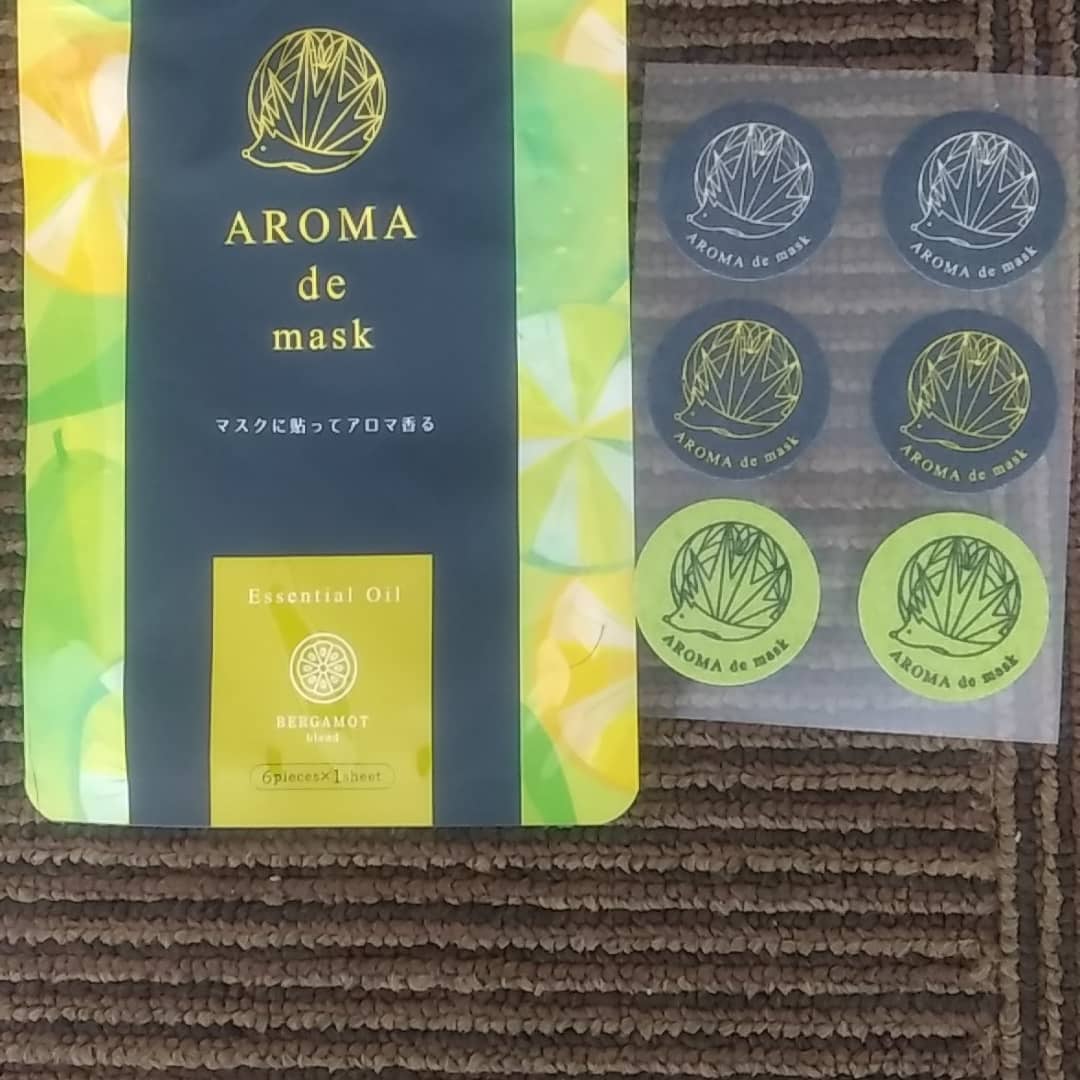 AROMA
de
mask
マスクに貼ってアロマ香る
Essential Oil
BERGAMOT
blend
6pieces×1sheet
AROMA de mask
AROMA de mask
AROMA de mask
AROMA de mask
AROMA de mask
AROMA de mask